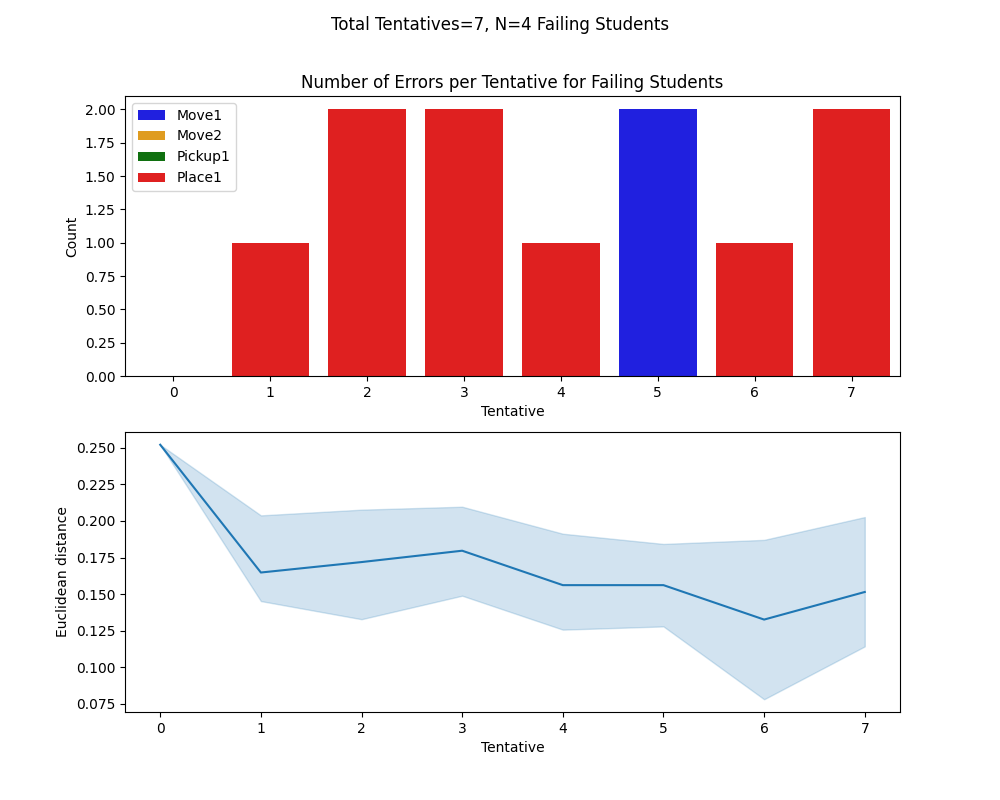 Total Tentatives=7, N=4 Failing Students
Number of Errors per Tentative for Failing Students
2.00
1.75
1.50
1.25
1.00
0.75
0.50
0.25
0.00
Count
Move1
Move2
Pickup1
Place1
0 1 2 3 4 5 6 7
Tentative
0.250
0.225
0.200
0.175
0.150
0.125
0.100
0.075
Euclidean distance
0 1 2 3 4 5 6 7
Tentative